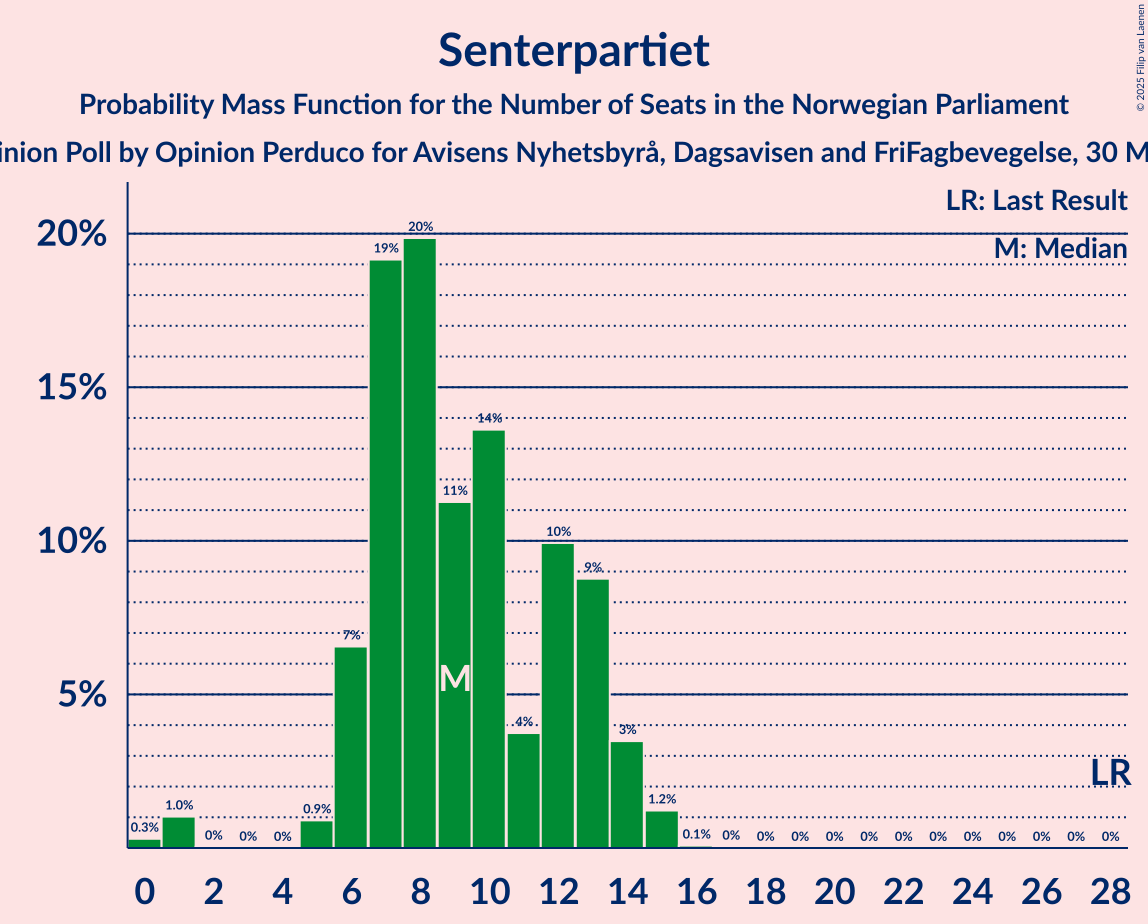 Senterpartiet
Probability Mass Function for the Number of Seats in the Norwegian Parliament
inion Poll by Opinion Perduco for Avisens Nyhetsbyrå, Dagsavisen and FriFagbevegelse, 30 M
© 2025 Filip van Laenen
LR: Last Result
M: Median
20%
15%
10%
5%
0.3% 1.0% 0% 0% 0% 0.9% 7% 19% 20% 11% 14% 4% 10% 9% 3% 1.2% 0.1% 0% 0% 0% 0% 0% 0% 0% 0% 0% 0% 0% 0%
M
LR
0 2 4 6 8 10 12 14 16 18 20 22 24 26 28